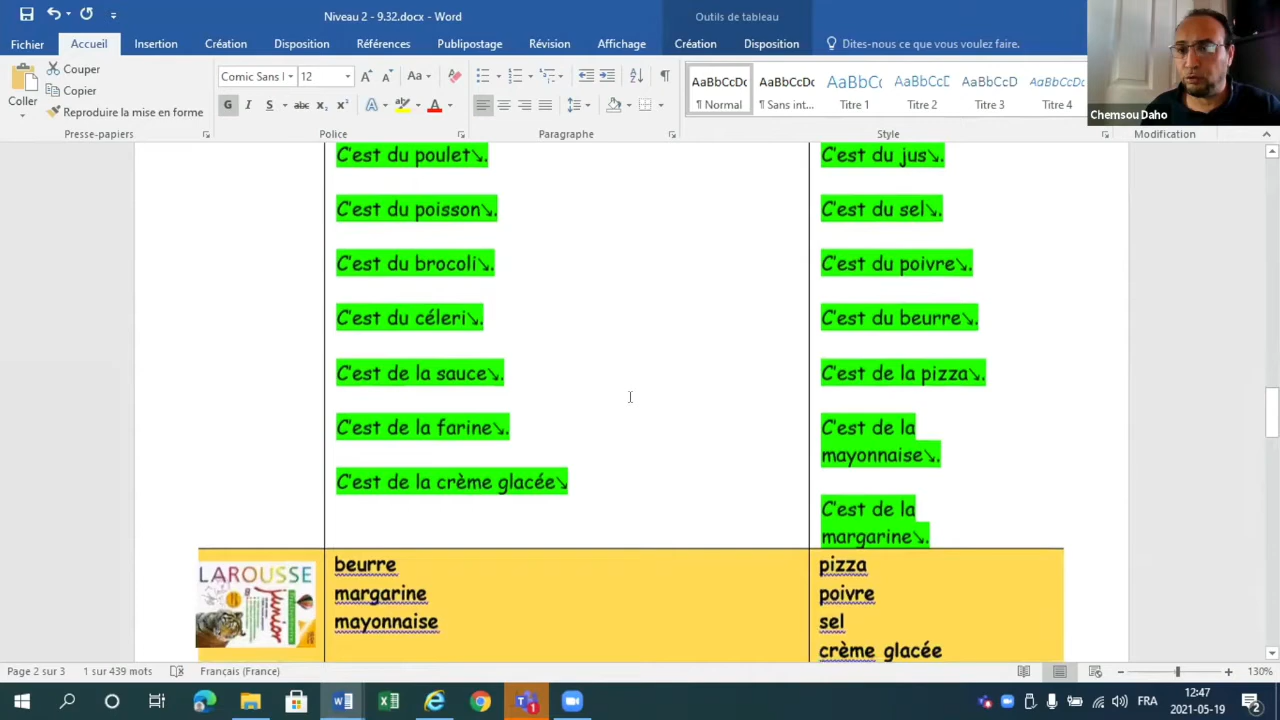 Niveau 2 - 9.32.docx - Word
Outils de tableau
Fichier
Accueil
Insertion
Création
Disposition
Références
Publipostage
Révision
Affichage
Création
Disposition
Dites-nous ce que vous voulez faire.
Coller
Couper
Copier
Reproduire la mise en forme
Presse-papiers
Comic Sans
12
Police
Paragraphe
AaBbCcDc
¶ Normal
AaBbCcDc
¶ Sans int...
AaBbCc
Titre 1
AaBbCcD
Titre 2
AaBbCcD
Titre 3
AaBbCcD
Titre 4
Style
Modification
Chemsou Daho
C'est du poulet↘.
C'est du poisson↘.
C'est du brocoli↘.
C'est du céleri↘.
C'est de la sauce↘.
C'est de la farine↘.
C'est de la crème glacée↘
C'est du jus↘.
C'est du sel↘.
C'est du poivre↘.
C'est du beurre↘.
C'est de la pizza↘.
C'est de la
mayonnaise↘.
C'est de la
margarine↘.
LAROUSSE
junior
beurre
margarine
mayonnaise
pizza
poivre
sel
crème glacée
Page 2 sur 3
1 sur 439 mots
Français (France)
130%
FRA
12:47
2021-05-19